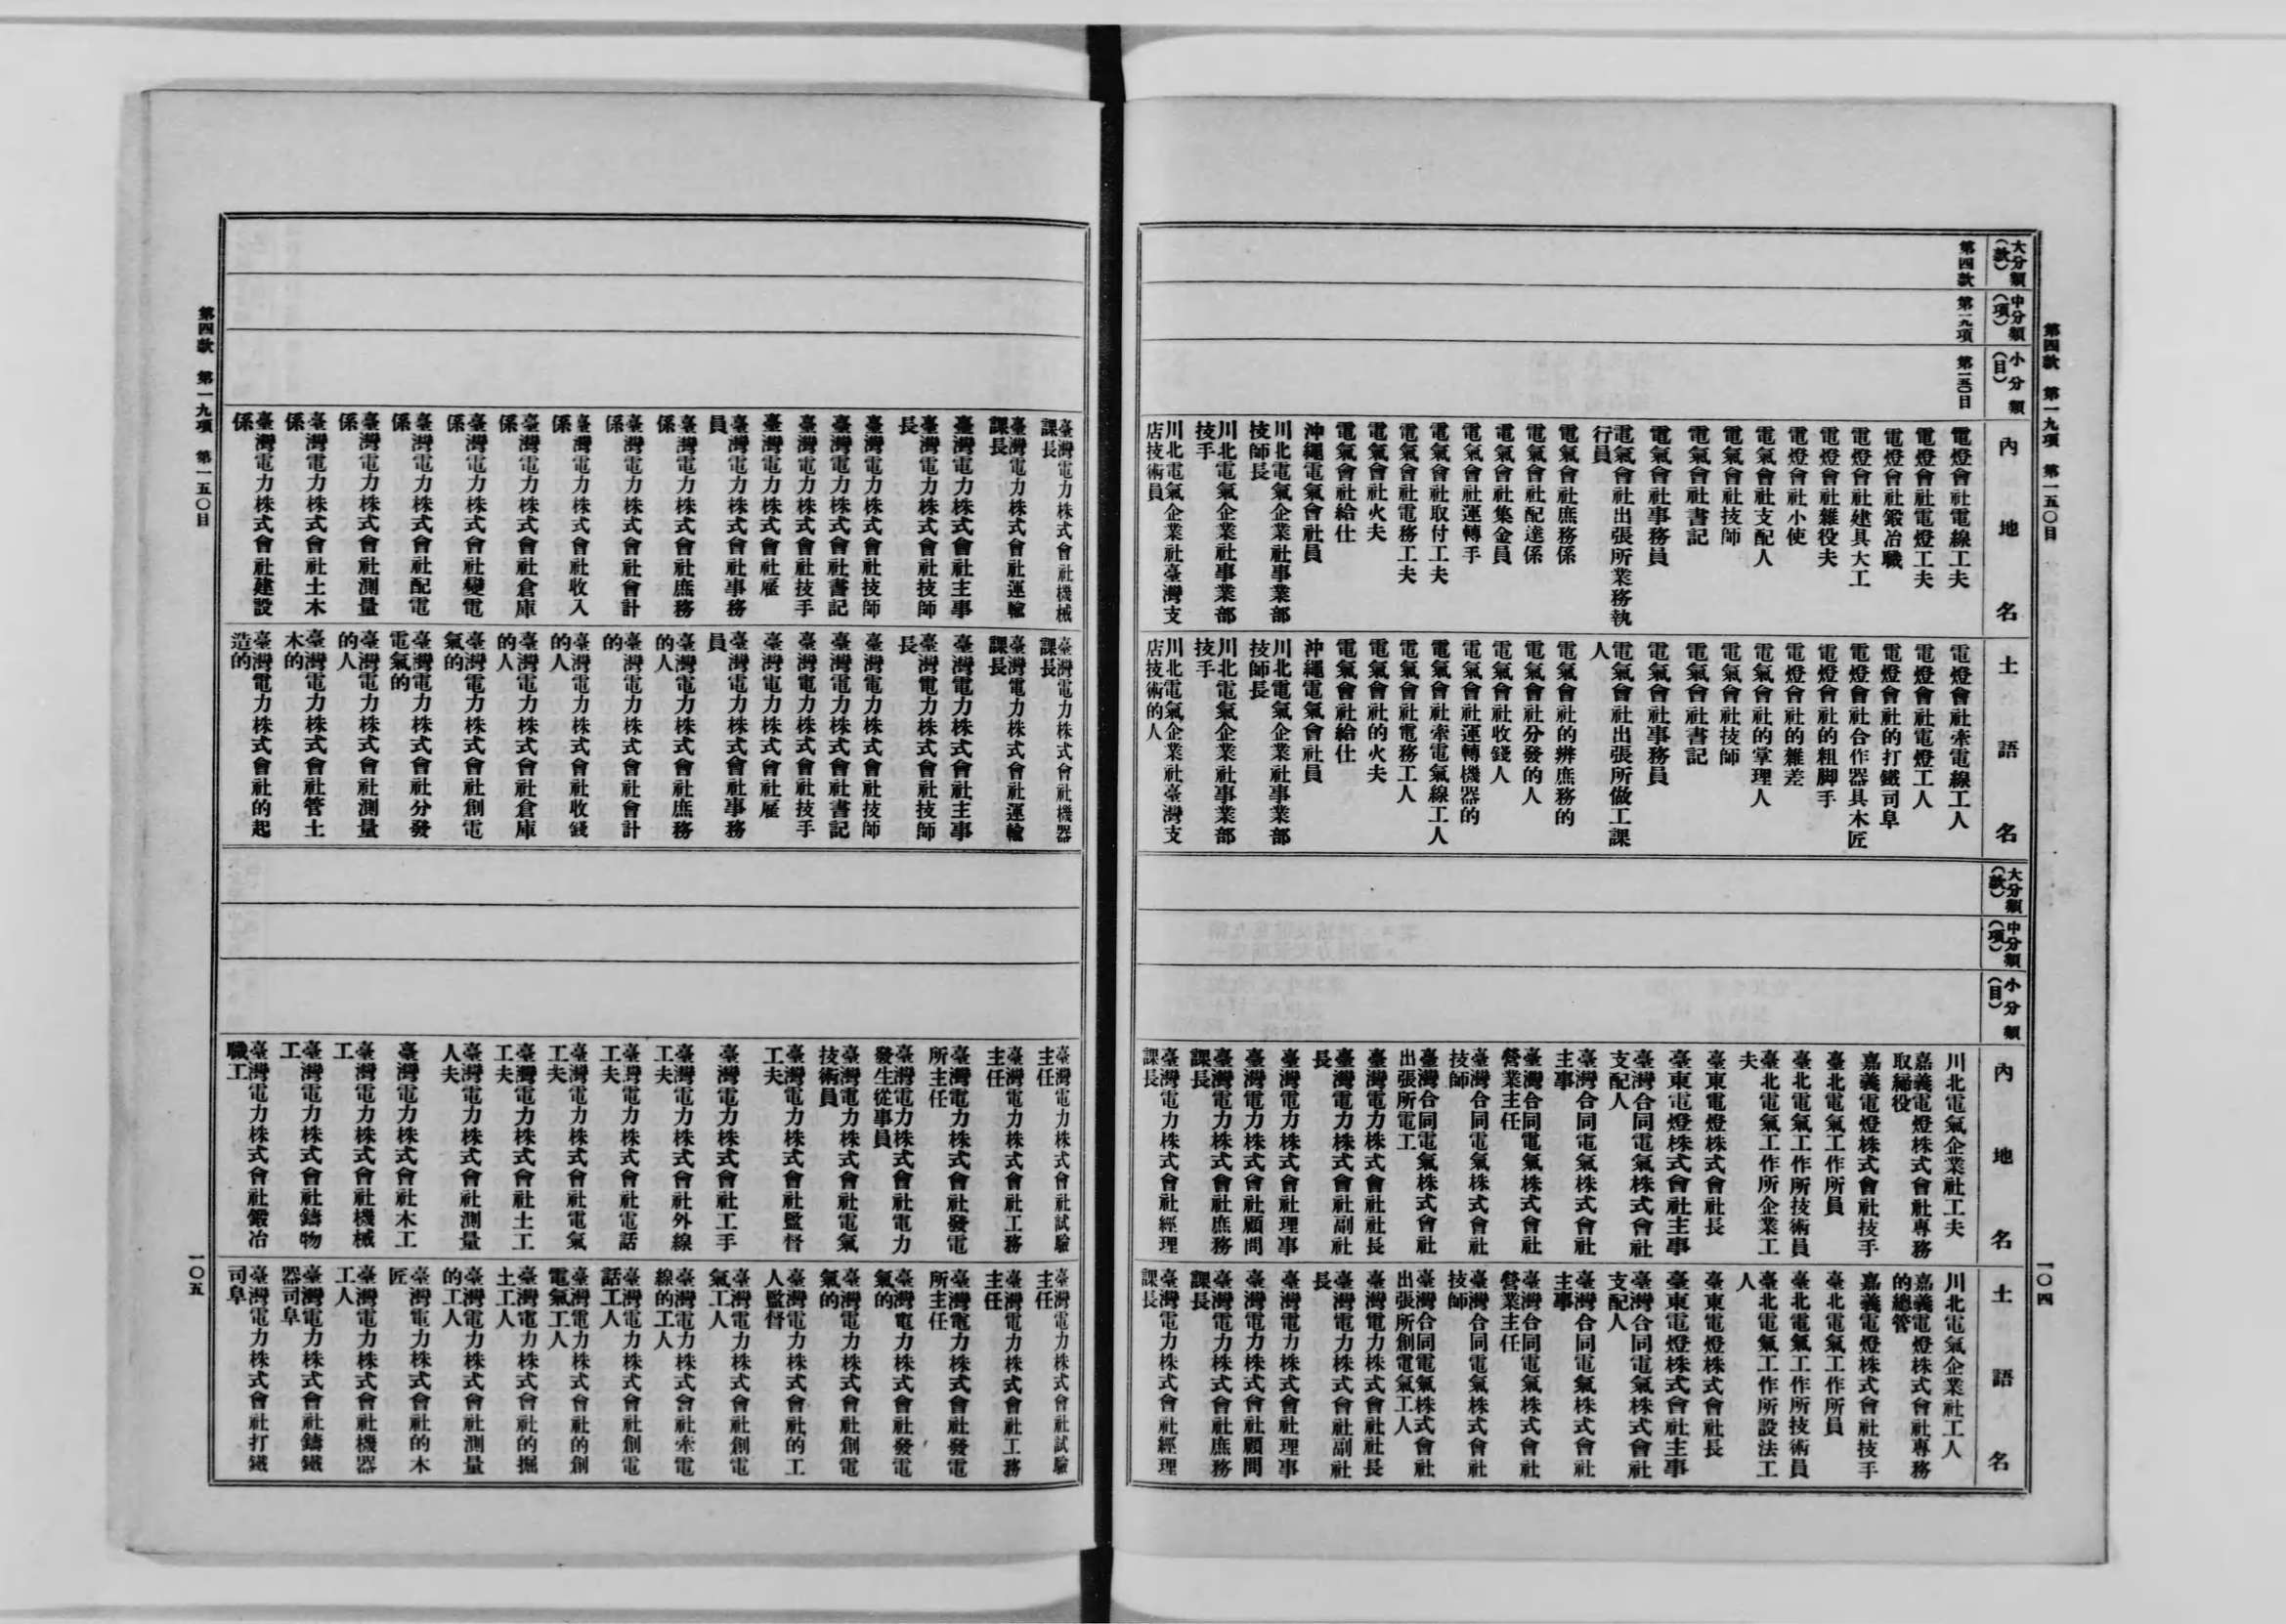 第四款　第一九項　第一五〇目
一〇四
大分類（款）
中分類（項）
小分類（目）
內地名
土語名
第四款
第一九項
第一五〇目
電燈會社電線工夫
電燈會社電燈工夫
電燈會社鍛冶職
電燈會社建具大工
電燈會社雜役夫
電燈會社小使
電氣會社支配人
電氣會社技師
電氣會社書記
電氣會社事務員
電氣會社出張所業務執
行員
電氣會社庶務係
電氣會社配達係
電氣會社集金員
電氣會社運轉手
電氣會社取付工夫
電氣會社電務工夫
電氣會社火夫
電氣會社給仕
沖繩電氣會社員
川北電氣企業社事業部
技師長
川北電氣企業社事業部
技手
川北電氣企業社臺灣支
店技術員
電燈會社牽電線工人
電燈會社電燈工人
電燈會社的打鐵司阜
電燈會社合作器具木匠
電燈會社的粗脚手
電燈會社的雜差
電氣會社的掌理人
電氣會社技師
電氣會社書記
電氣會社事務員
電氣會社出張所做工課
人
電氣會社的辨庶務的
電氣會社分發的人
電氣會社收錢人
電氣會社運轉機器的
電氣會社牽電氣線工人
電氣會社電務工人
電氣會社的火夫
電氣會社給仕
沖繩電氣會社員
川北電氣企業社事業部
技師長
川北電氣企業社事業部
技手
川北電氣企業社臺灣支
店技術的人
大分類（款）
中分類（項）
小分類（目）
內地名
土語名
川北電氣企業社工夫
嘉義電燈株式會社專務
取締役
嘉義電燈株式會社技手
臺北電氣工作所員
臺北電氣工作所技術員
臺北電氣工作所企業工
夫
臺東電燈株式會社長
臺東電燈株式會社主事
臺灣合同電氣株式會社
支配人
臺灣合同電氣株式會社
主事
臺灣合同電氣株式會社
營業主任
臺灣合同電氣株式會社
技師
臺灣合同電氣株式會社
出張所電工
臺灣電力株式會社社長
臺灣電力株式會社副社
長
臺灣電力株式會社理事
臺灣電力株式會社顧問
臺灣電力株式會社庶務
課長
臺灣電力株式會社經理
課長
川北電氣企業社工人
嘉義電燈株式會社專務
的總管
嘉義電燈株式會社技手
臺北電氣工作所員
臺北電氣工作所技術員
臺北電氣工作所設法工
人
臺東電燈株式會社長
臺東電燈株式會社主事
臺灣合同電氣株式會社
支配人
臺灣合同電氣株式會社
主事
臺灣合同電氣株式會社
營業主任
臺灣合同電氣株式會社
技師
臺灣合同電氣株式會社
出張所創電氣工人
臺灣電力株式會社社長
臺灣電力株式會社副社
長
臺灣電力株式會社理事
臺灣電力株式會社顧問
臺灣電力株式會社庶務
課長
臺灣電力株式會社經理
課長
臺灣電力株式會社機械
課長
臺灣電力株式會社運輸
課長
臺灣電力株式會社主事
臺灣電力株式會社技師
長
臺灣電力株式會社技師
臺灣電力株式會社書記
臺灣電力株式會社技手
臺灣電力株式會社雇
臺灣電力株式會社事務
員
臺灣電力株式會社庶務
係
臺灣電力株式會社會計
係
臺灣電力株式會社收入
係
臺灣電力株式會社倉庫
係
臺灣電力株式會社變電
係
臺灣電力株式會社配電
係
臺灣電力株式會社測量
係
臺灣電力株式會社土木
係
臺灣電力株式會社建設
係
臺灣電力株式會社機器
課長
臺灣電力株式會社運輸
課長
臺灣電力株式會社主事
臺灣電力株式會社技師
長
臺灣電力株式會社技師
臺灣電力株式會社書記
臺灣電力株式會社技手
臺灣電力株式會社雇
臺灣電力株式會社事務
員
臺灣電力株式會社庶務
的人
臺灣電力株式會社會計
的
臺灣電力株式會社收錢
的人
臺灣電力株式會社倉庫
的人
臺灣電力株式會社創電
氣的
臺灣電力株式會社分發
電氣的
臺灣電力株式會社測量
的人
臺灣電力株式會社管土
木的
臺灣電力株式會社的起
造的
臺灣電力株式會社試驗
主任
臺灣電力株式會社工務
主任
臺灣電力株式會社發電
所主任
臺灣電力株式會社電力
發生從事員
臺灣電力株式會社電氣
技術員
臺灣電力株式會社監督
工夫
臺灣電力株式會社工手
臺灣電力株式會社外線
工夫
臺灣電力株式會社電話
工夫
臺灣電力株式會社電氣
工夫
臺灣電力株式會社土工
工夫
臺灣電力株式會社測量
人夫
臺灣電力株式會社木工
臺灣電力株式會社機械
工
臺灣電力株式會社鑄物
工
臺灣電力株式會社鍛冶
職工
臺灣電力株式會社試驗
主任
臺灣電力株式會社工務
主任
臺灣電力株式會社發電
所主任
臺灣電力株式會社發電
氣的
臺灣電力株式會社創電
氣的
臺灣電力株式會社的工
人監督
臺灣電力株式會社創電
氣工人
臺灣電力株式會社牽電
線的工人
臺灣電力株式會社創電
話工人
臺灣電力株式會社的創
電氣工人
臺灣電力株式會社的掘
土工人
臺灣電力株式會社測量
的工人
臺灣電力株式會社的木
匠
臺灣電力株式會社機器
工人
臺灣電力株式會社鑄鐵
器司阜
臺灣電力株式會社打鐵
司阜
第四款　第一九項　第一五〇目
一〇五